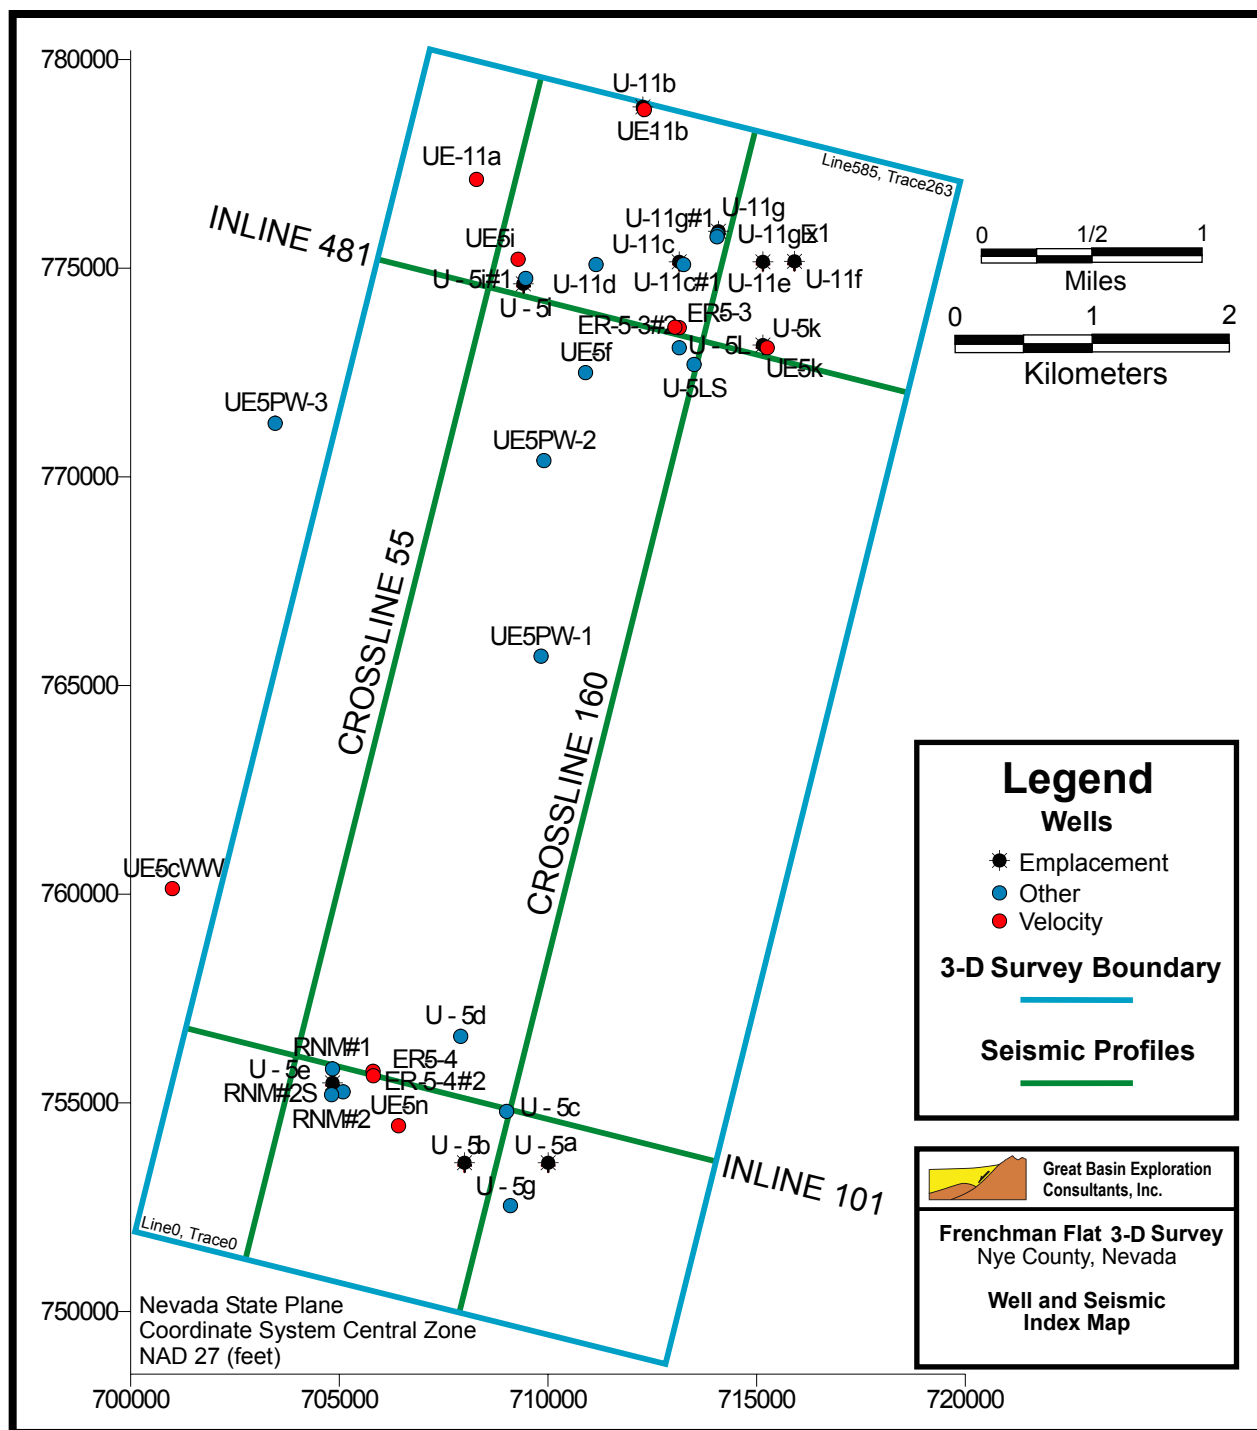 780000
775000
770000
765000
760000
755000
750000
700000
705000
710000
715000
720000
U-11b
UE-11b
UE-11a
Line585, Trace263
INLINE 481
UE5i
U-11g#1
U-11g
U-11c
U-11g
E1
U - 5i#1
U-11d
U-11c#1
U-11e
U-11f
U - 5i
ER-5-3#2
ER5-3
U - 5L
U-5k
UE5f
UE5k
U-5LS
UE5PW-3
UE5PW-2
CROSSLINE 55
UE5PW-1
CROSSLINE 160
UE5cWW
U - 5d
RNM#1
ER5-4
U - 5e
ER-5-4#2
RNM#2S
UE5n
RNM#2
U - 5c
U - 5b
U - 5a
U - 5g
INLINE 101
Line0, Trace0
Nevada State Plane
Coordinate System Central Zone
NAD 27 (feet)
0 1/2 1
Miles
0 1 2
Kilometers
Legend
Wells
Emplacement
Other
Velocity
3-D Survey Boundary
Seismic Profiles
Great Basin Exploration
Consultants, Inc.
Frenchman Flat 3-D Survey
Nye County, Nevada
Well and Seismic
Index Map